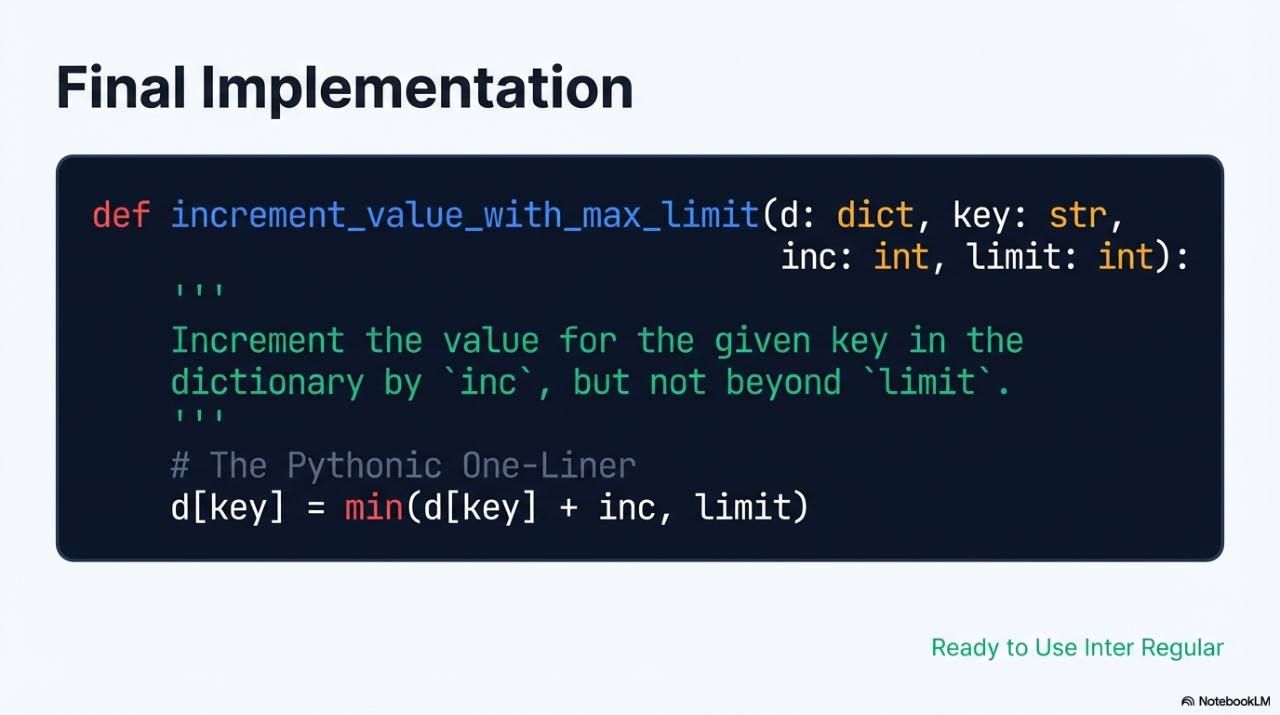 Final Implementation
def increment_value_with_max_limit(d: dict, key: str,
inc: int, limit: int):
'''
Increment the value for the given key in the
dictionary by `inc`, but not beyond `limit`.
'''
# The Pythonic One-Liner
d[key] = min(d[key] + inc, limit)
Ready to Use Inter Regular
NotebookLM